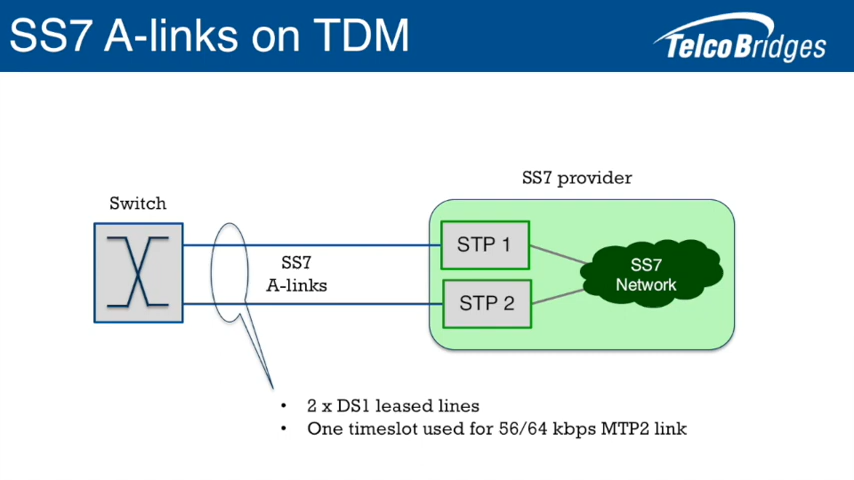 SS7 A-links on TDM
TelcoBridges
SS7 provider
Switch
STP 1
SS7
A-links
SS7
Network
STP 2
• 2 x DS1 leased lines
• One timeslot used for 56/64 kbps MTP2 link